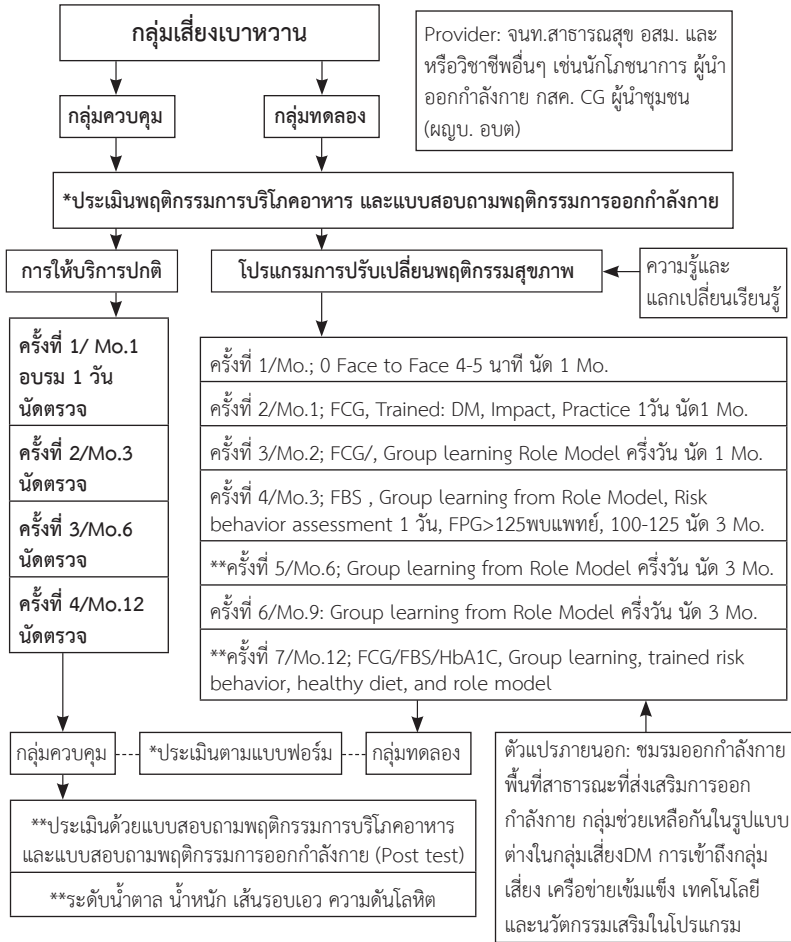 กลุ่มเสี่ยงเบาหวาน
Provider: จนท.สาธารณสุข อสม. และ
หรือวิชาชีพอื่นๆ เช่นนักโภชนาการ ผู้นำ
ออกกำลังกาย กสค. CG ผู้นำชุมชน
(ผญบ. อบต)
กลุ่มควบคุม
กลุ่มทดลอง
*ประเมินพฤติกรรมการบริโภคอาหาร และแบบสอบถามพฤติกรรมการออกกำลังกาย
การให้บริการปกติ
โปรแกรมการปรับเปลี่ยนพฤติกรรมสุขภาพ
ความรู้และ
แลกเปลี่ยนเรียนรู้
ครั้งที่ 1/ Mo.1
อบรม 1 วัน
นัดตรวจ
ครั้งที่ 2/Mo.3
นัดตรวจ
ครั้งที่ 3/Mo.6
นัดตรวจ
ครั้งที่ 4/Mo.12
นัดตรวจ
ครั้งที่ 1/Mo.; 0 Face to Face 4-5 นาที นัด 1 Mo.
ครั้งที่ 2/Mo.1; FCG, Trained: DM, Impact, Practice 1วัน นัด1 Mo.
ครั้งที่ 3/Mo.2; FCG/, Group learning Role Model ครึ่งวัน นัด 1 Mo.
ครั้งที่ 4/Mo.3; FBS , Group learning from Role Model, Risk
behavior assessment 1 วัน, FPG>125พบแพทย์, 100-125 นัด 3 Mo.
**ครั้งที่ 5/Mo.6; Group learning from Role Model ครึ่งวัน นัด 3 Mo.
ครั้งที่ 6/Mo.9: Group learning from Role Model ครึ่งวัน นัด 3 Mo.
**ครั้งที่ 7/Mo.12; FCG/FBS/HbA1C, Group learning, trained risk
behavior, healthy diet, and role model
กลุ่มควบคุม
*ประเมินตามแบบฟอร์ม
กลุ่มทดลอง
**ประเมินด้วยแบบสอบถามพฤติกรรมการบริโภคอาหาร
และแบบสอบถามพฤติกรรมการออกกำลังกาย (Post test)
**ระดับน้ำตาล น้ำหนัก เส้นรอบเอว ความดันโลหิต
ตัวแปรภายนอก: ชมรมออกกำลังกาย
พื้นที่สาธารณะที่ส่งเสริมการออก
กำลังกาย กลุ่มช่วยเหลือกันในรูปแบบ
ต่างในกลุ่มเสี่ยงDM การเข้าถึงกลุ่ม
เสี่ยง เครือข่ายเข้มแข็ง เทคโนโลยี
และนวัตกรรมเสริมในโปรแกรม